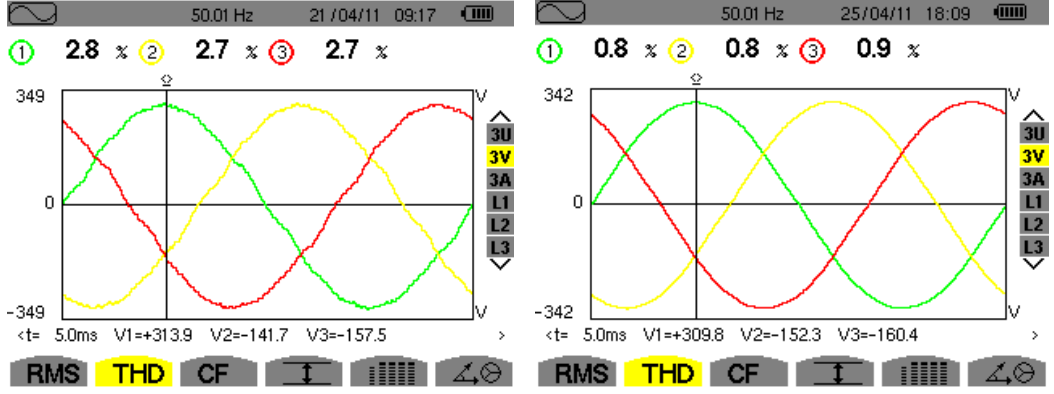 50.01 Hz 21/04/11 09:17
1 2.8 % 2 2.7 % 3 2.7 %
349 V
3U
3V
3A
0 L1
L2
L3
-349 V
<t= 5.0ms V1=+313.9 V2=-141.7 V3=-157.5 >
RMS THD CF
50.01 Hz 25/04/11 18:09
1 0.8 % 2 0.8 % 3 0.9 %
342 V
3U
3V
3A
0 L1
L2
L3
-342 V
<t= 5.0ms V1=+309.8 V2=-152.3 V3=-160.4 >
RMS THD CF